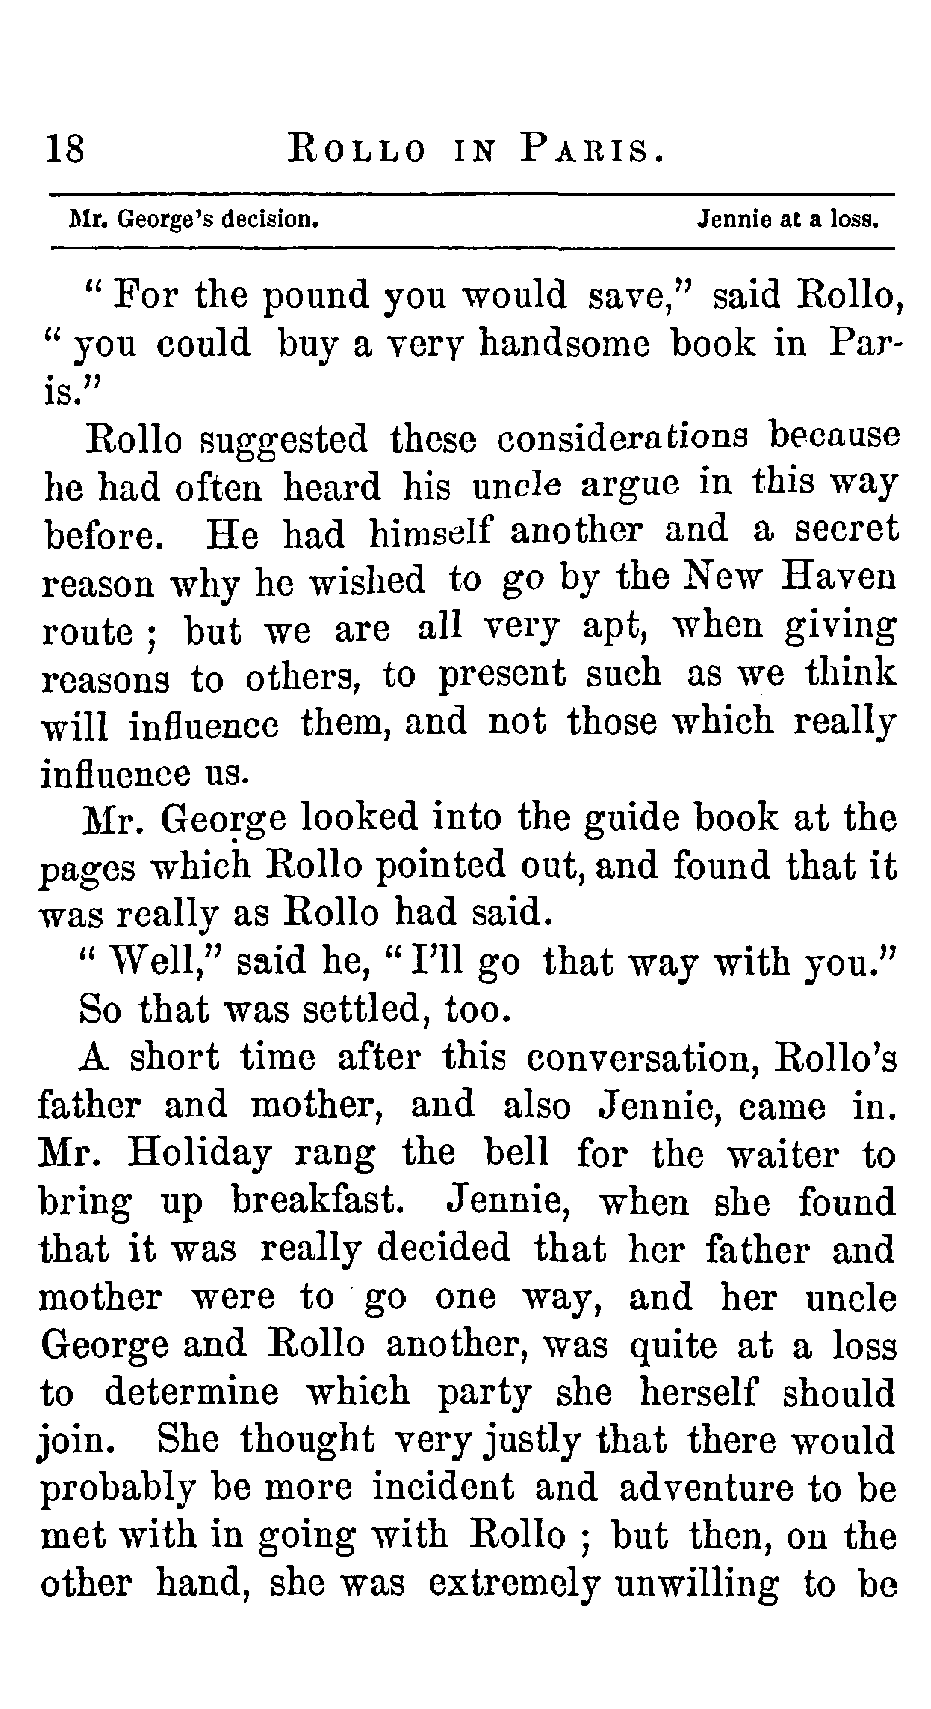 18 ROLLO IN PARIS.
Mr. George's decision. Jennie at a loss.
“ For the pound you would save,” said Rollo,
“ you could buy a very handsome book in Par-
is.”
Rollo suggested these considerations because
he had often heard his uncle argue in this way
before. He had himself another and a secret
reason why he wished to go by the New Haven
route ; but we are all very apt, when giving
reasons to others, to present such as we think
will influence them, and not those which really
influence us.
Mr. George looked into the guide book at the
pages which Rollo pointed out, and found that it
was really as Rollo had said.
“ Well,” said he, “ I’ll go that way with you.”
So that was settled, too.
A short time after this conversation, Rollo’s
father and mother, and also Jennie, came in.
Mr. Holiday rang the bell for the waiter to
bring up breakfast. Jennie, when she found
that it was really decided that her father and
mother were to go one way, and her uncle
George and Rollo another, was quite at a loss
to determine which party she herself should
join. She thought very justly that there would
probably be more incident and adventure to be
met with in going with Rollo ; but then, on the
other hand, she was extremely unwilling to be